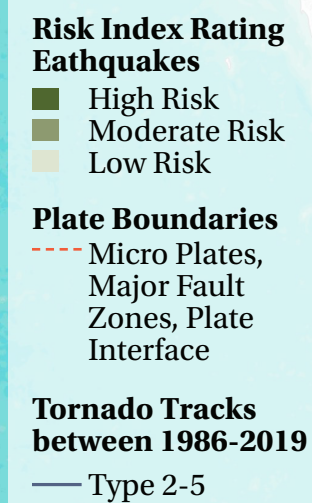 Risk Index Rating
Eathquakes
High Risk
Moderate Risk
Low Risk
Plate Boundaries
Micro Plates,
Major Fault
Zones, Plate
Interface
Tornado Tracks
between 1986-2019
Type 2-5